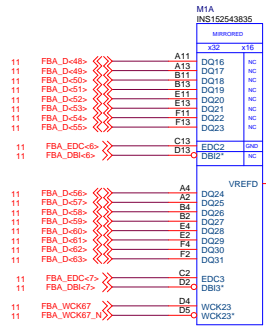 M1A
INS152543835
MIRRORED
x32 x16
11 FBA_D<48> A11 DQ16 NC
11 FBA_D<49> A13 DQ17 NC
11 FBA_D<50> B11 DQ18 NC
11 FBA_D<51> B13 DQ19 NC
11 FBA_D<52> E11 DQ20 NC
11 FBA_D<53> E13 DQ21 NC
11 FBA_D<54> F11 DQ22 NC
11 FBA_D<55> F13 DQ23 NC
11 FBA_EDC<6> C13 EDC2 GND
11 FBA_DBI<6> D13 DBI2* NC
VREFD
11 FBA_D<56> A4 DQ24
11 FBA_D<57> A2 DQ25
11 FBA_D<58> B4 DQ26
11 FBA_D<59> B2 DQ27
11 FBA_D<60> E4 DQ28
11 FBA_D<61> E2 DQ29
11 FBA_D<62> F4 DQ30
11 FBA_D<63> F2 DQ31
11 FBA_EDC<7> C2 EDC3
11 FBA_DBI<7> D2 DBI3*
11 FBA_WCK67 D4 WCK23
11 FBA_WCK67_N D5 WCK23*